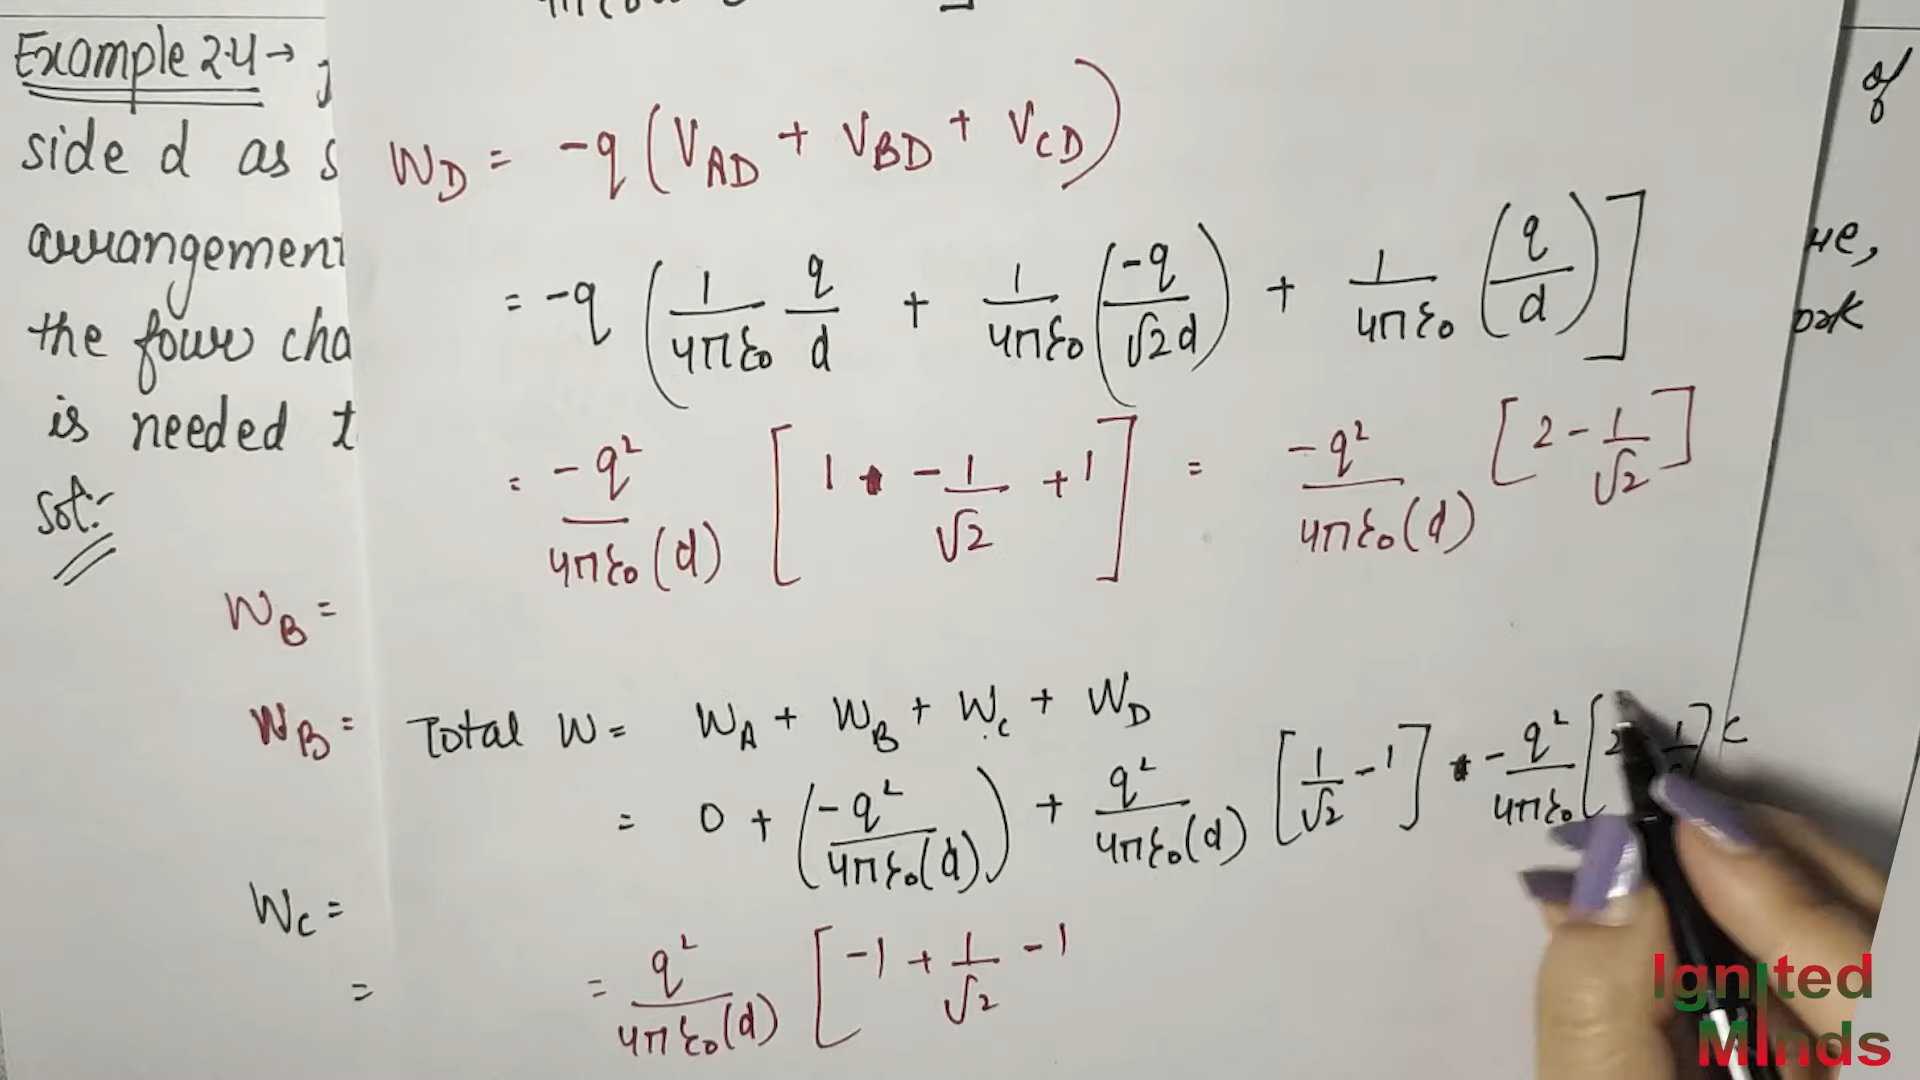 Example 2.4 →
of
side d as s
W_D = -q (V_AD + V_BD + V_CD)
arrangement
= -q ( 1/4πε₀ q/d + 1/4πε₀ (-q/√2d) + 1/4πε₀ (q/d) ]
the four cha
is needed t
= -q²/4πε₀(d) [ 1 - 1/√2 + 1 ] = -q²/4πε₀(d) [ 2 - 1/√2 ]
Sol:-
W_B =
W_B =
Total W = W_A + W_B + W_C + W_D
= 0 + ( -q²/4πε₀(d) ) + q²/4πε₀(d) [ 1/√2 - 1 ] - q²/4πε₀ [
W_C =
=
= q²/4πε₀(d) [ -1 + 1/√2 - 1
Ignited
Minds